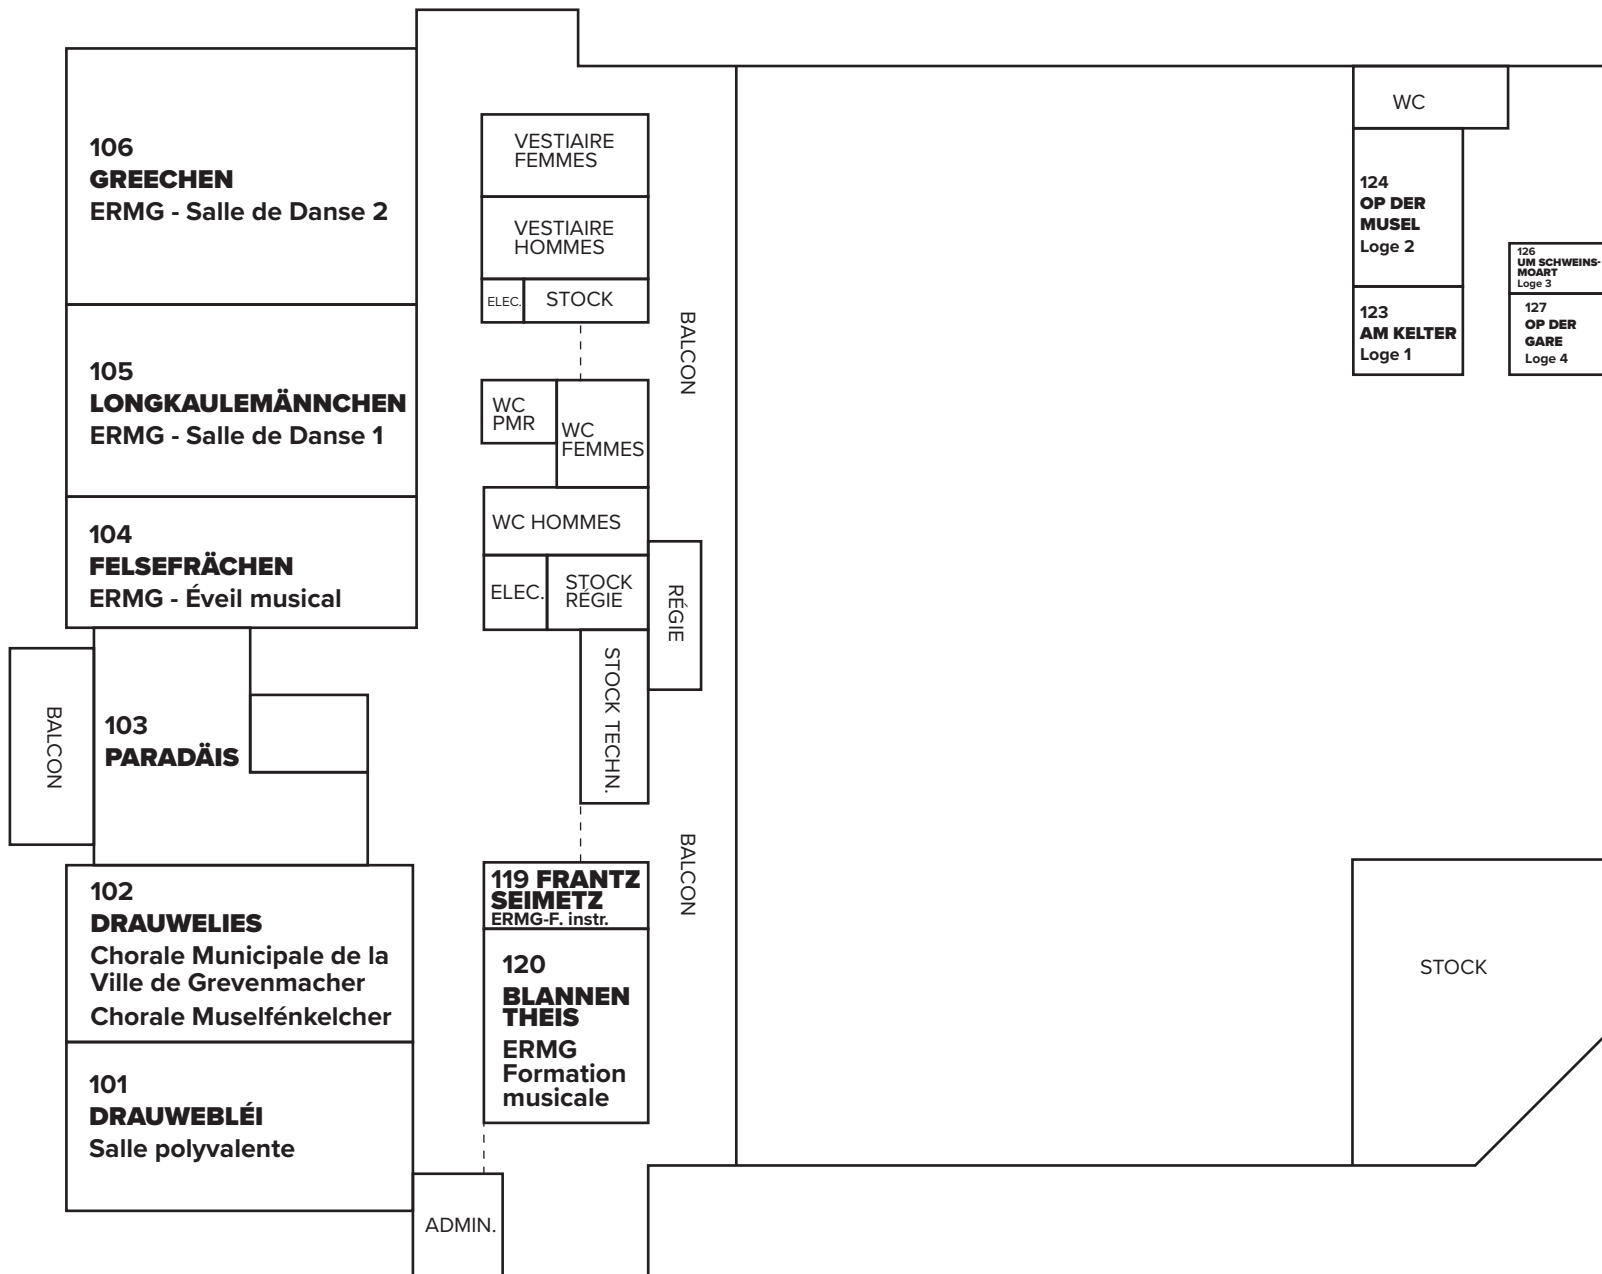 106
GREECHEN
ERMG - Salle de Danse 2
105
LONGKAULEMÄNNCHEN
ERMG - Salle de Danse 1
104
FELSEFRÄCHEN
ERMG - Éveil musical
BALCON
103
PARADÄIS
102
DRAUWELIES
Chorale Municipale de la
Ville de Grevenmacher
Chorale Muselfénkelcher
101
DRAUWEBLÉI
Salle polyvalente
ADMIN.
VESTIAIRE
FEMMES
VESTIAIRE
HOMMES
ELEC.
STOCK
BALCON
WC
PMR
WC
FEMMES
WC HOMMES
ELEC.
STOCK
RÉGIE
RÉGIE
STOCK TECHN.
BALCON
119 FRANTZ
SEIMETZ
ERMG-F. instr.
120
BLANNEN
THEIS
ERMG
Formation
musicale
WC
124
OP DER
MUSEL
Loge 2
123
AM KELTER
Loge 1
126
UM SCHWEINS-
MOART
Loge 3
127
OP DER
GARE
Loge 4
STOCK